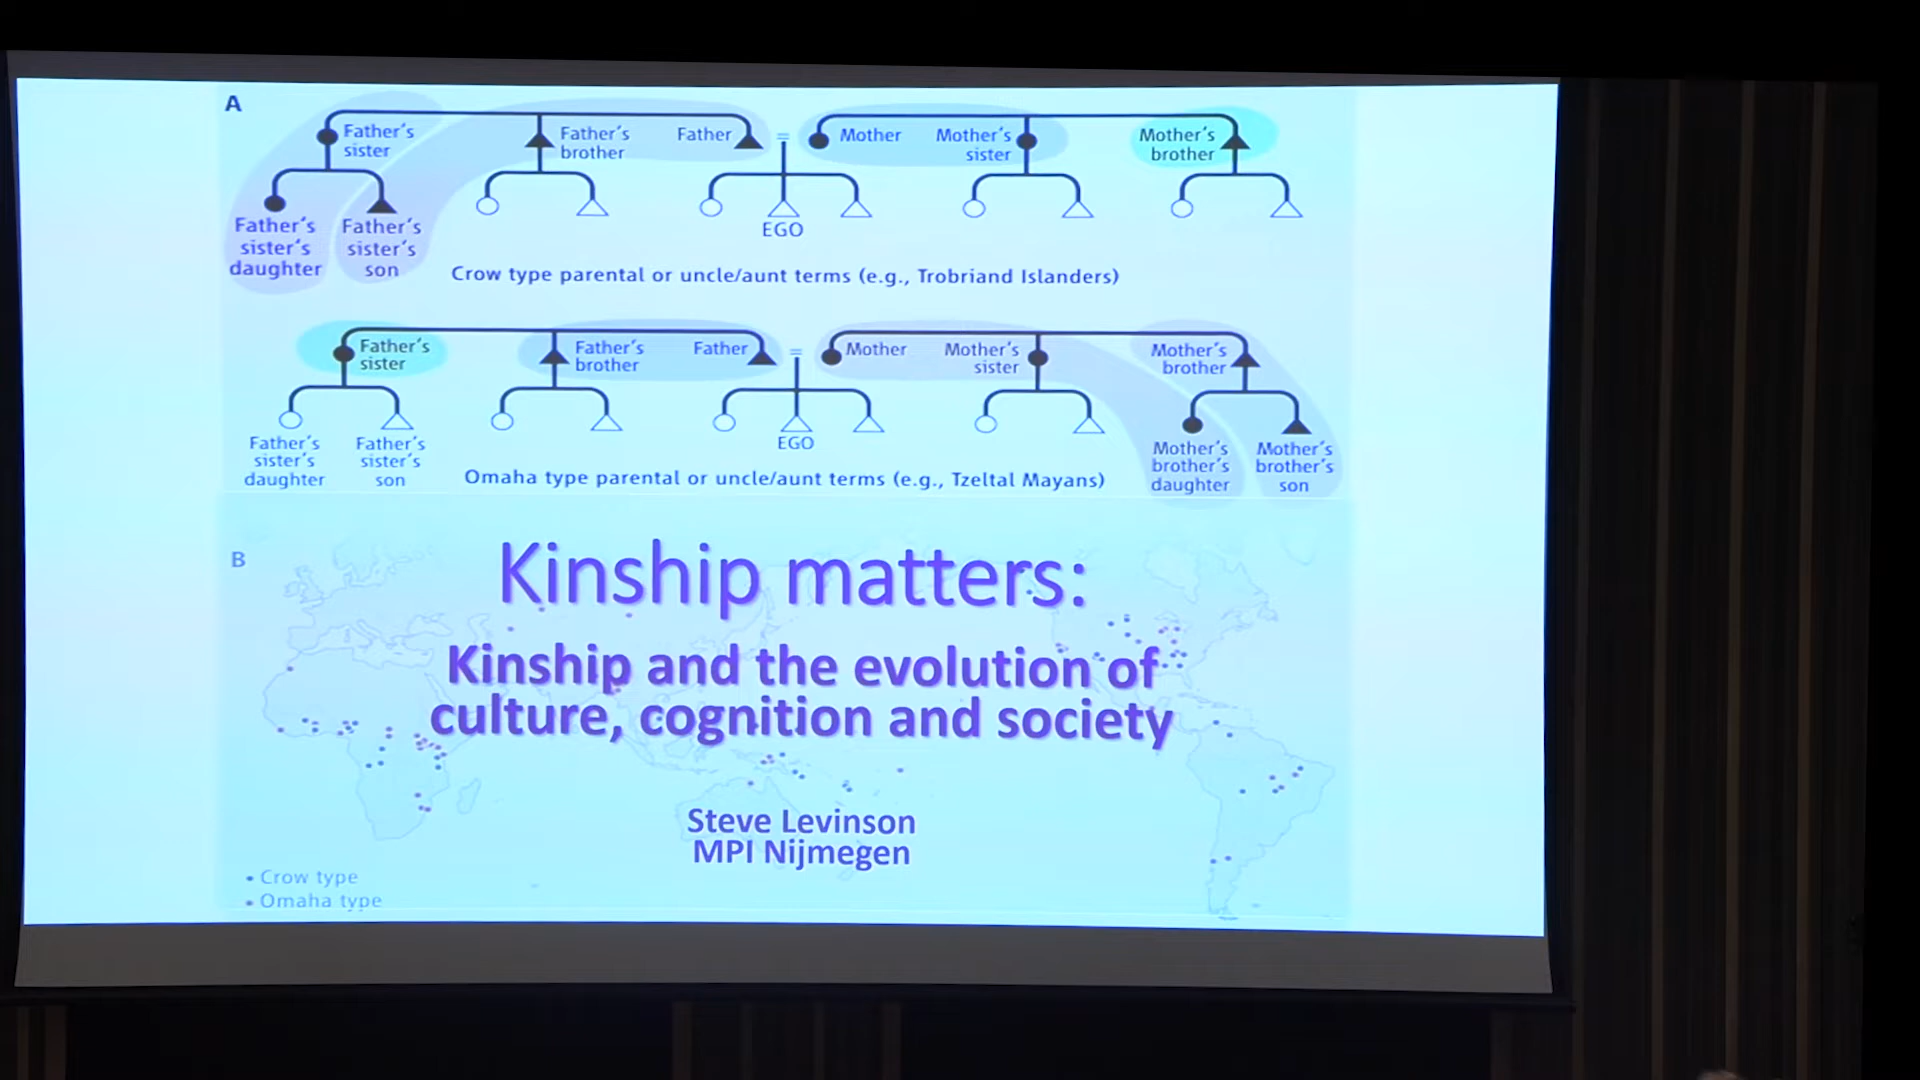 A
Father's
sister
Father's
brother
Father
=
Mother
Mother's
sister
Mother's
brother
Father's
sister's
daughter
Father's
sister's
son
EGO
Crow type parental or uncle/aunt terms (e.g., Trobriand Islanders)
Father's
sister
Father's
brother
Father
=
Mother
Mother's
sister
Mother's
brother
Father's
sister's
daughter
Father's
sister's
son
EGO
Mother's
brother's
daughter
Mother's
brother's
son
Omaha type parental or uncle/aunt terms (e.g., Tzeltal Mayans)
B
Kinship matters:
Kinship and the evolution of
culture, cognition and society
Steve Levinson
MPI Nijmegen
• Crow type
• Omaha type